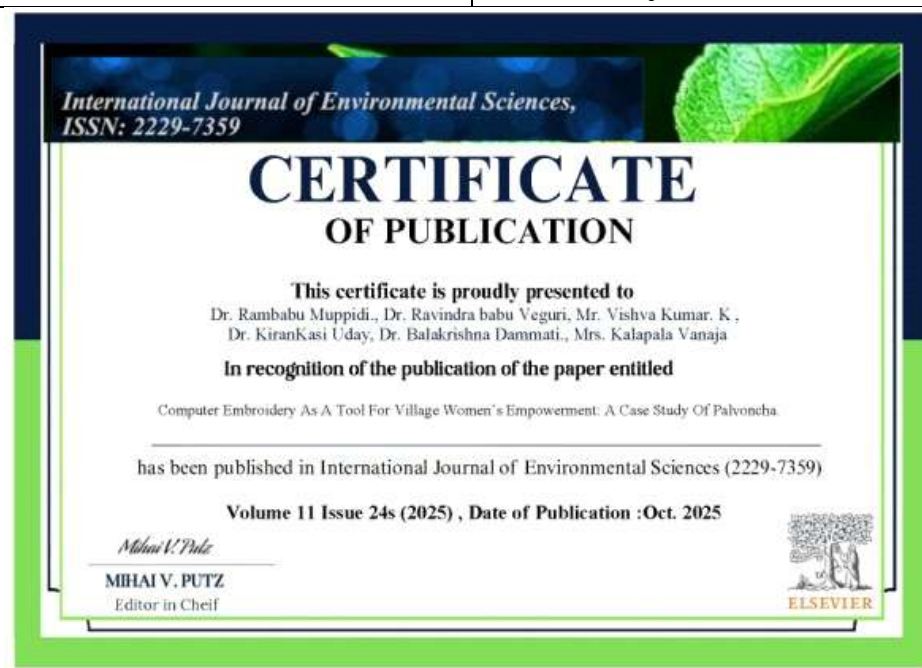 International Journal of Environmental Sciences,
ISSN: 2229-7359
CERTIFICATE
OF PUBLICATION
This certificate is proudly presented to
Dr. Rambabu Muppidi., Dr. Ravindra babu Veguri, Mr. Vishva Kumar. K ,
Dr. KiranKasi Uday, Dr. Balakrishna Dammati., Mrs. Kalapala Vanaja
In recognition of the publication of the paper entitled
Computer Embroidery As A Tool For Village Women´s Empowerment: A Case Study Of Palvoncha
has been published in International Journal of Environmental Sciences (2229-7359)
Volume 11 Issue 24s (2025) , Date of Publication :Oct. 2025
Mihai V. Putz
MIHAI V. PUTZ
Editor in Cheif
ELSEVIER